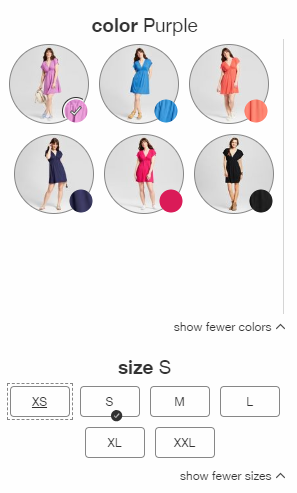 color Purple
show fewer colors
size S
XS S M L
XL XXL
show fewer sizes